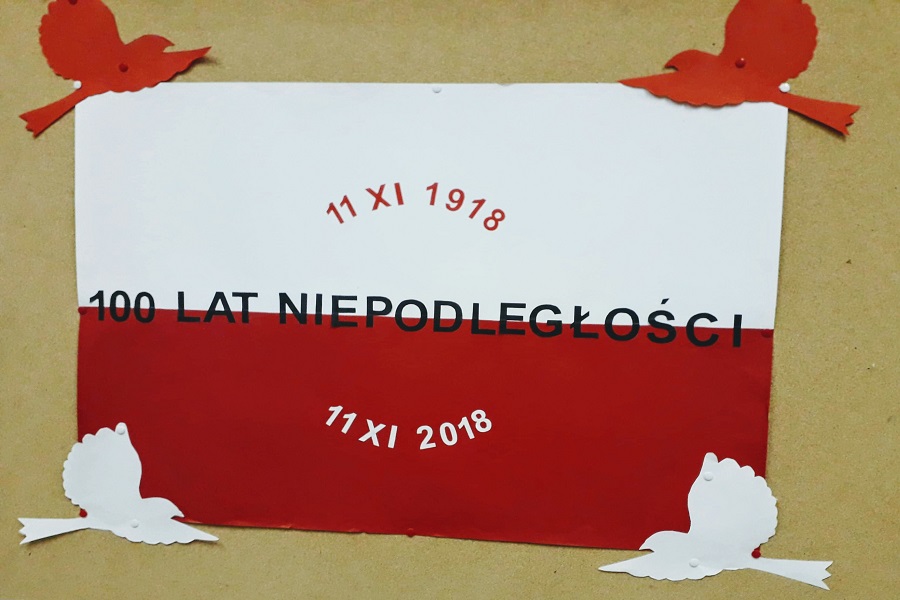 11 XI 1918
100 LAT NIEPODLEGŁOŚCI
11 XI 2018